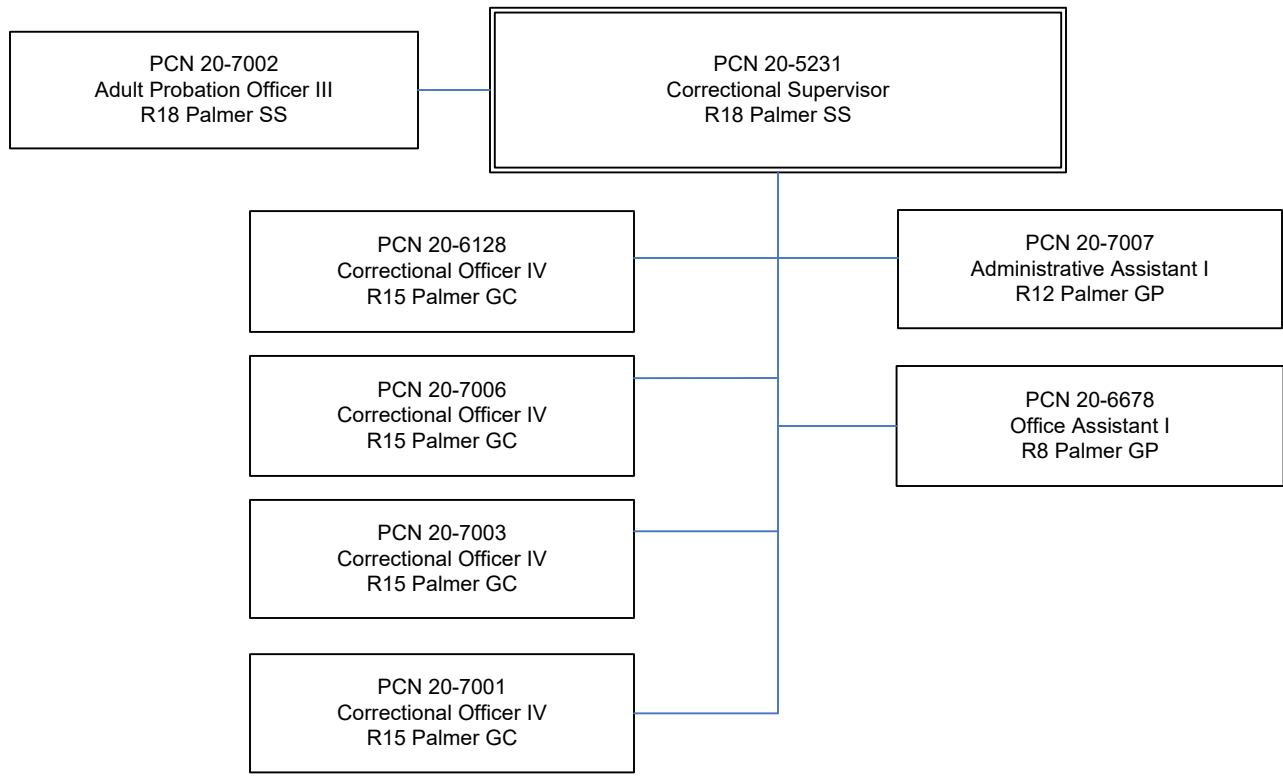 PCN 20-7002
Adult Probation Officer III
R18 Palmer SS
PCN 20-5231
Correctional Supervisor
R18 Palmer SS
PCN 20-6128
Correctional Officer IV
R15 Palmer GC
PCN 20-7007
Administrative Assistant I
R12 Palmer GP
PCN 20-7006
Correctional Officer IV
R15 Palmer GC
PCN 20-6678
Office Assistant I
R8 Palmer GP
PCN 20-7003
Correctional Officer IV
R15 Palmer GC
PCN 20-7001
Correctional Officer IV
R15 Palmer GC